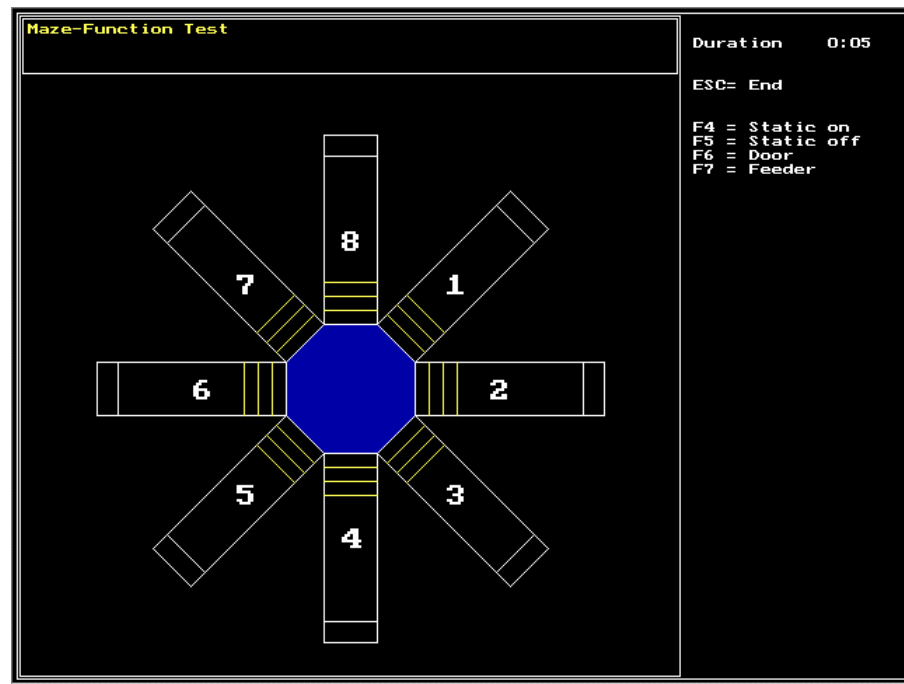 Maze-Function Test
Duration 0:05
ESC= End
F4 = Static on
F5 = Static off
F6 = Door
F7 = Feeder
8
7
1
6
2
5
3
4